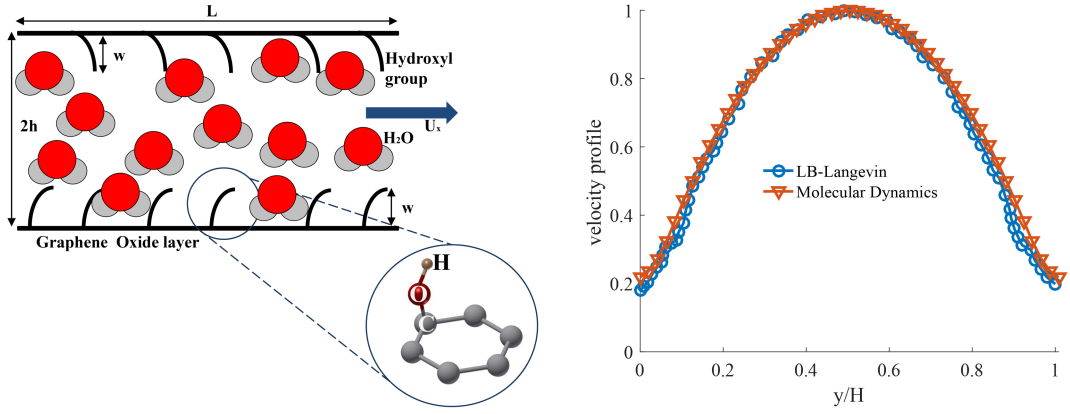 L
w
Hydroxyl
group
2h
Uₓ
H₂O
w
Graphene Oxide layer
H
O
C
velocity profile
1
0.8
0.6
0.4
0.2
0
LB-Langevin
Molecular Dynamics
0 0.2 0.4 0.6 0.8 1
y/H